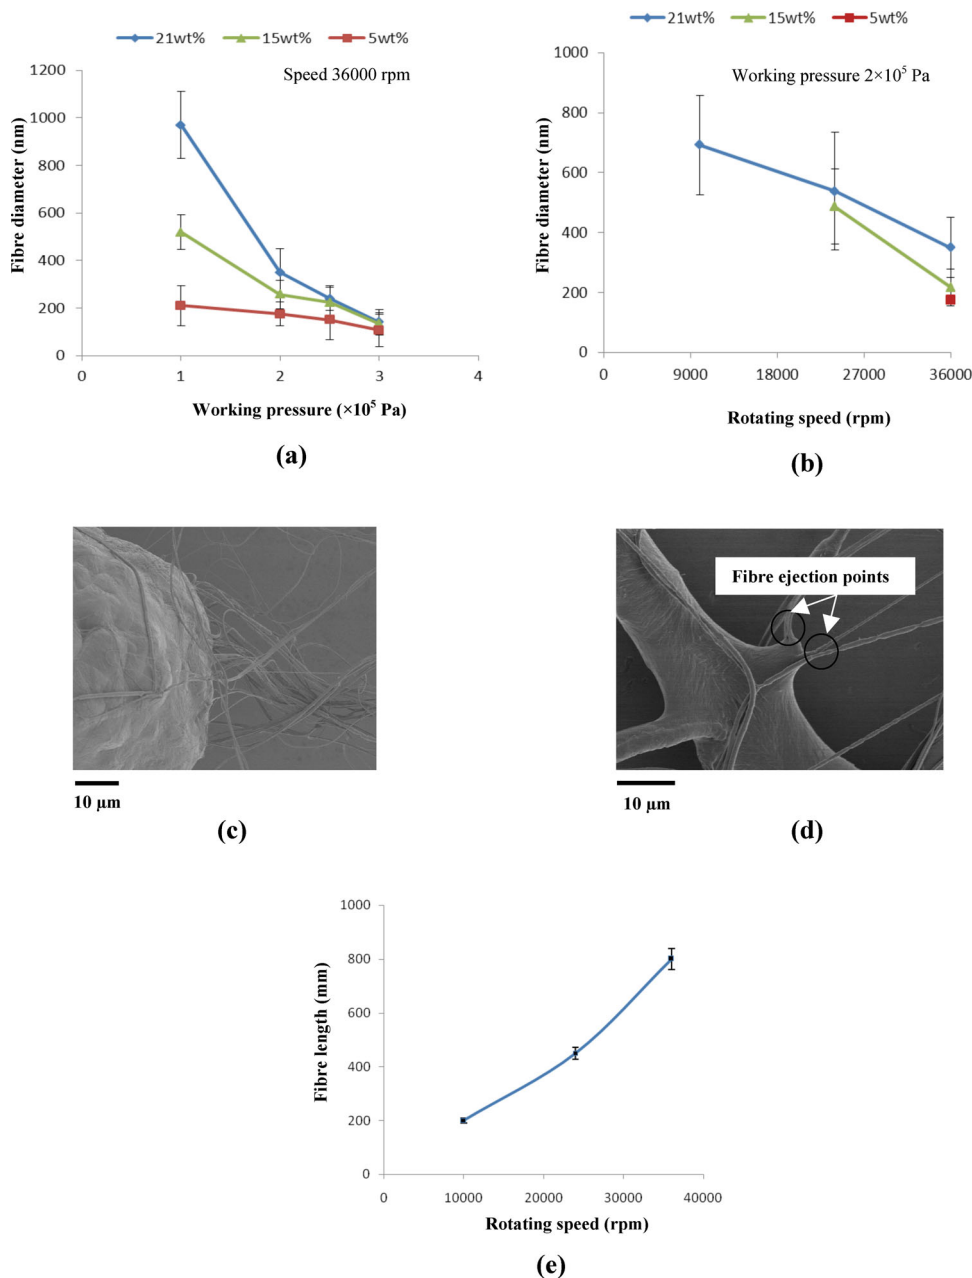 21wt% 15wt% 5wt%
Speed 36000 rpm
1200
1000
800
600
400
200
0
0 1 2 3 4
Fibre diameter (nm)
Working pressure (×10⁵ Pa)
(a)
21wt% 15wt% 5wt%
Working pressure 2×10⁵ Pa
1000
800
600
400
200
0
0 9000 18000 27000 36000
Fibre diameter (nm)
Rotating speed (rpm)
(b)
10 μm
(c)
Fibre ejection points
10 μm
(d)
1000
800
600
400
200
0
0 10000 20000 30000 40000
Fibre length (mm)
Rotating speed (rpm)
(e)